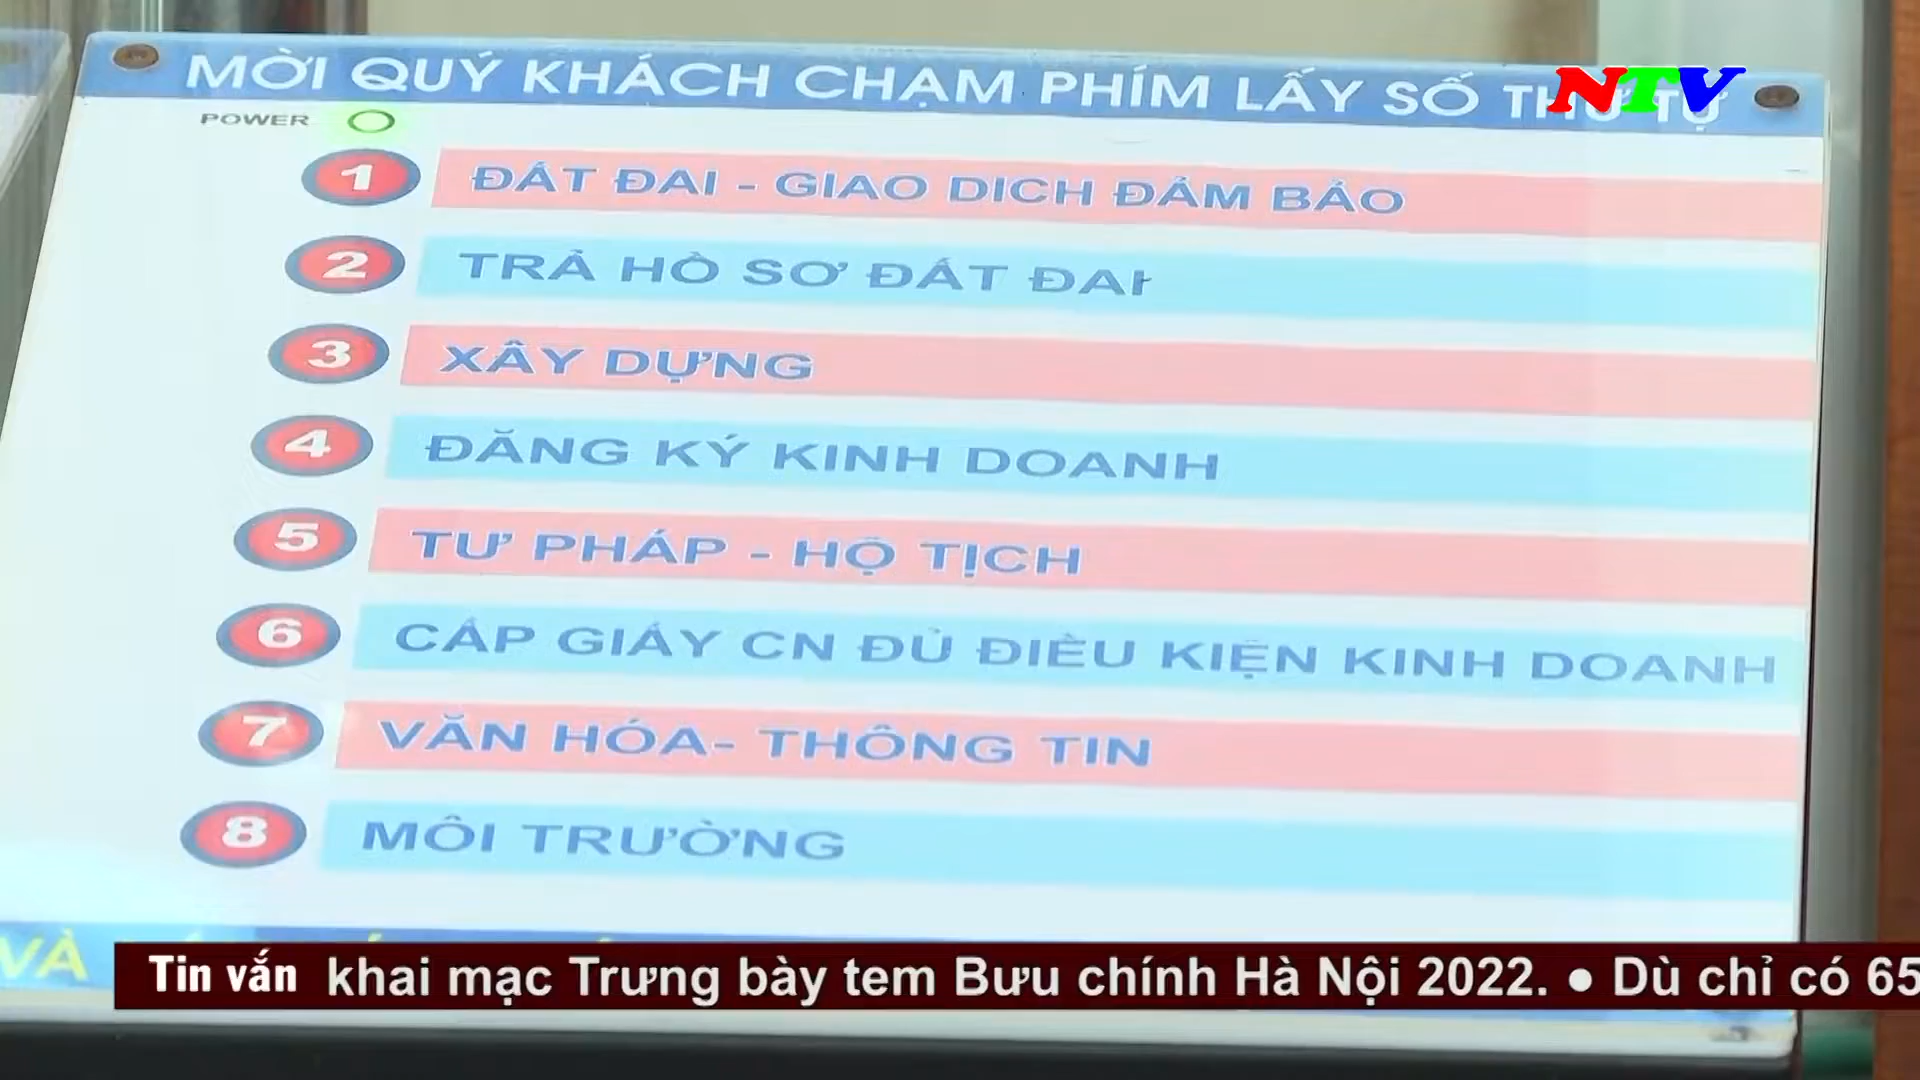 MỜI QUÝ KHÁCH CHẠM PHÍM LẤY SỐ THỨ TỰ
NTV
POWER
1 ĐẤT ĐAI - GIAO DICH ĐẢM BẢO
2 TRẢ HỒ SƠ ĐẤT ĐAI
3 XÂY DỰNG
4 ĐĂNG KÝ KINH DOANH
5 TƯ PHÁP - HỘ TỊCH
6 CẤP GIẤY CN ĐỦ ĐIỀU KIỆN KINH DOANH
7 VĂN HÓA- THÔNG TIN
8 MÔI TRƯỜNG
VÀ
Tin vắn khai mạc Trưng bày tem Bưu chính Hà Nội 2022. ● Dù chỉ có 65